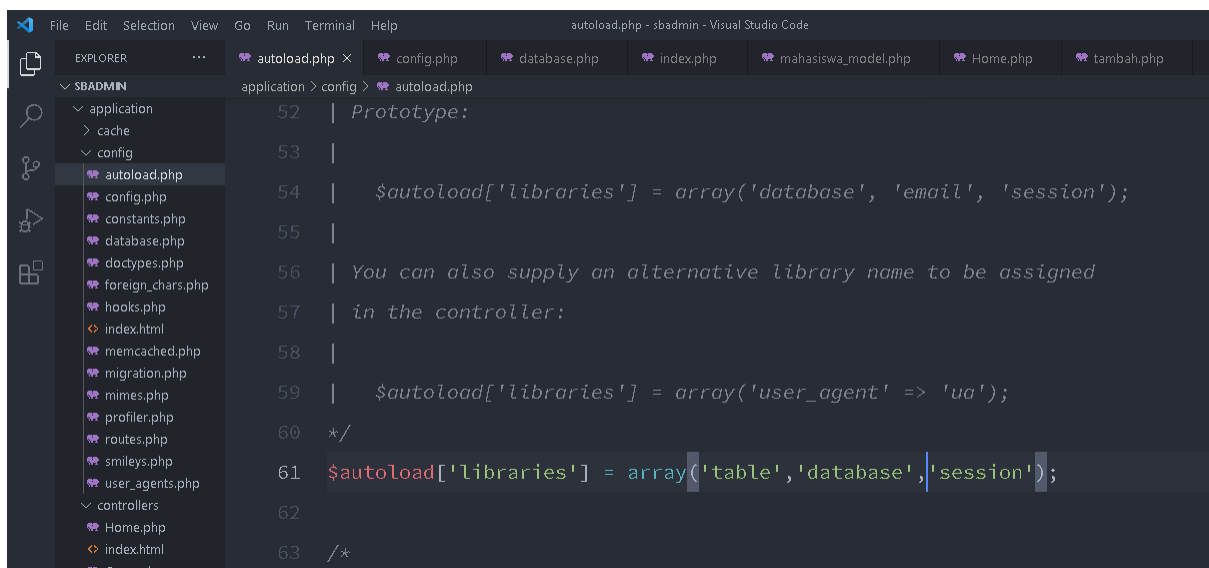 File Edit Selection View Go Run Terminal Help autoload.php - sbadmin - Visual Studio Code
EXPLORER ··· autoload.php × config.php database.php index.php mahasiswa_model.php Home.php tambah.php
SBADMIN
application > config > autoload.php
application
cache
config
autoload.php
config.php
constants.php
database.php
doctypes.php
foreign_chars.php
hooks.php
index.html
memcached.php
migration.php
mimes.php
profiler.php
routes.php
smileys.php
user_agents.php
controllers
Home.php
index.html
52 | Prototype:
53 |
54 | $autoload['libraries'] = array('database', 'email', 'session');
55 |
56 | You can also supply an alternative library name to be assigned
57 | in the controller:
58 |
59 | $autoload['libraries'] = array('user_agent' => 'ua');
60 */
61 $autoload['libraries'] = array('table','database','session');
62
63 /*